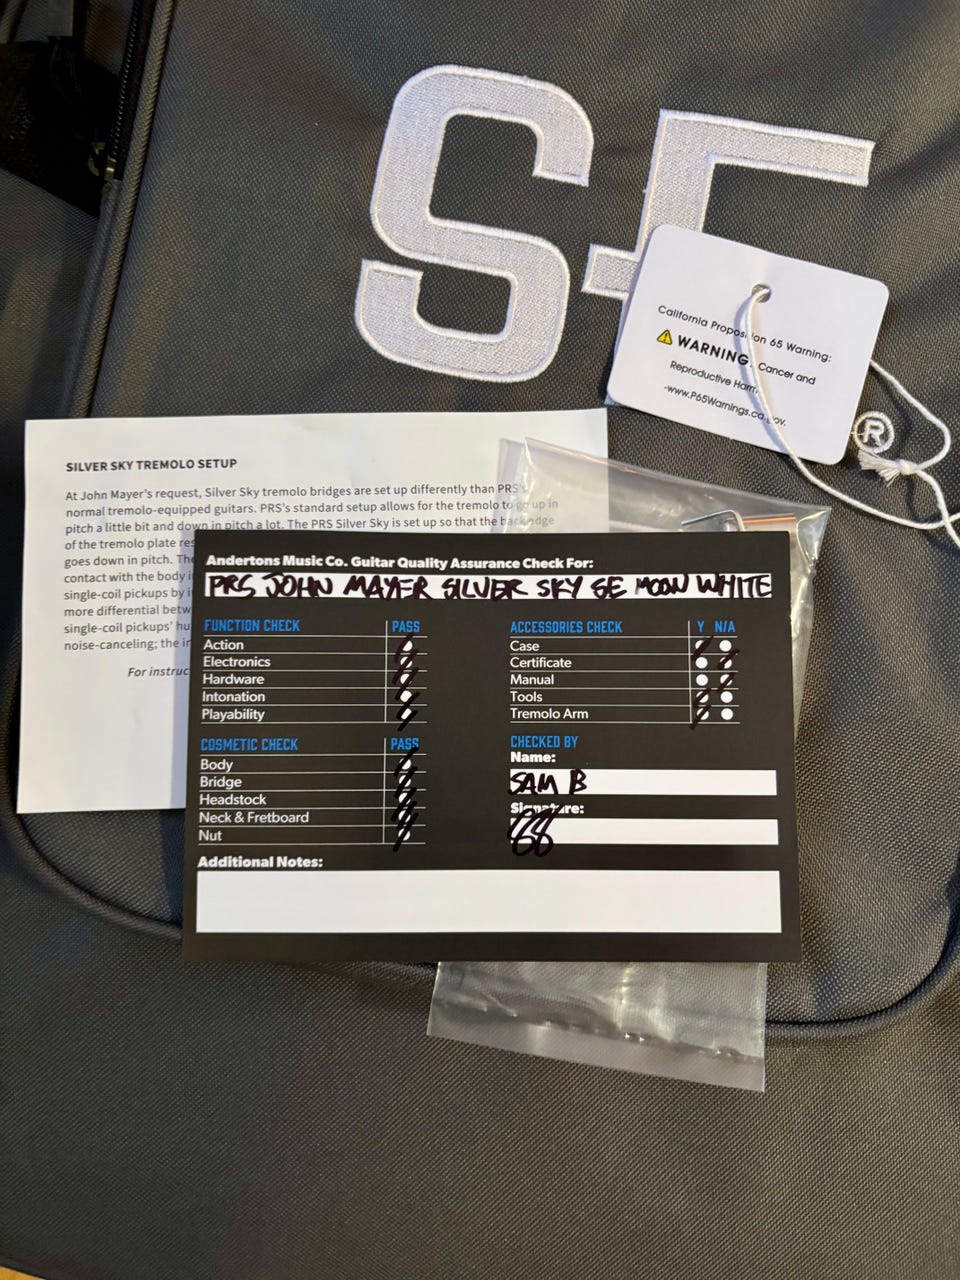 SE
California Proposition 65 Warning:
WARNING: Cancer and
Reproductive Harm
-www.P65Warnings.ca.gov.
®
SILVER SKY TREMOLO SETUP
At John Mayer's request, Silver Sky tremolo bridges are set up differently than PRS's
normal tremolo-equipped guitars. PRS's standard setup allows for the tremolo to go up in
pitch a little bit and down in pitch a lot. The PRS Silver Sky is set up so that the back edge
of the tremolo plate
goes down in pitch. The
contact with the body
single-coil pickups by
more differential
single-coil pickups'
noise-canceling; the
For
Andertons Music Co. Guitar Quality Assurance Check For:
PRS JOHN MAYER SILVER SKY SE MOON WHITE
FUNCTION CHECK PASS
Action
Electronics
Hardware
Intonation
Playability
COSMETIC CHECK PASS
Body
Bridge
Headstock
Neck & Fretboard
Nut
ACCESSORIES CHECK Y N/A
Case
Certificate
Manual
Tools
Tremolo Arm
CHECKED BY
Name:
SAM B
Signature:
Additional Notes: